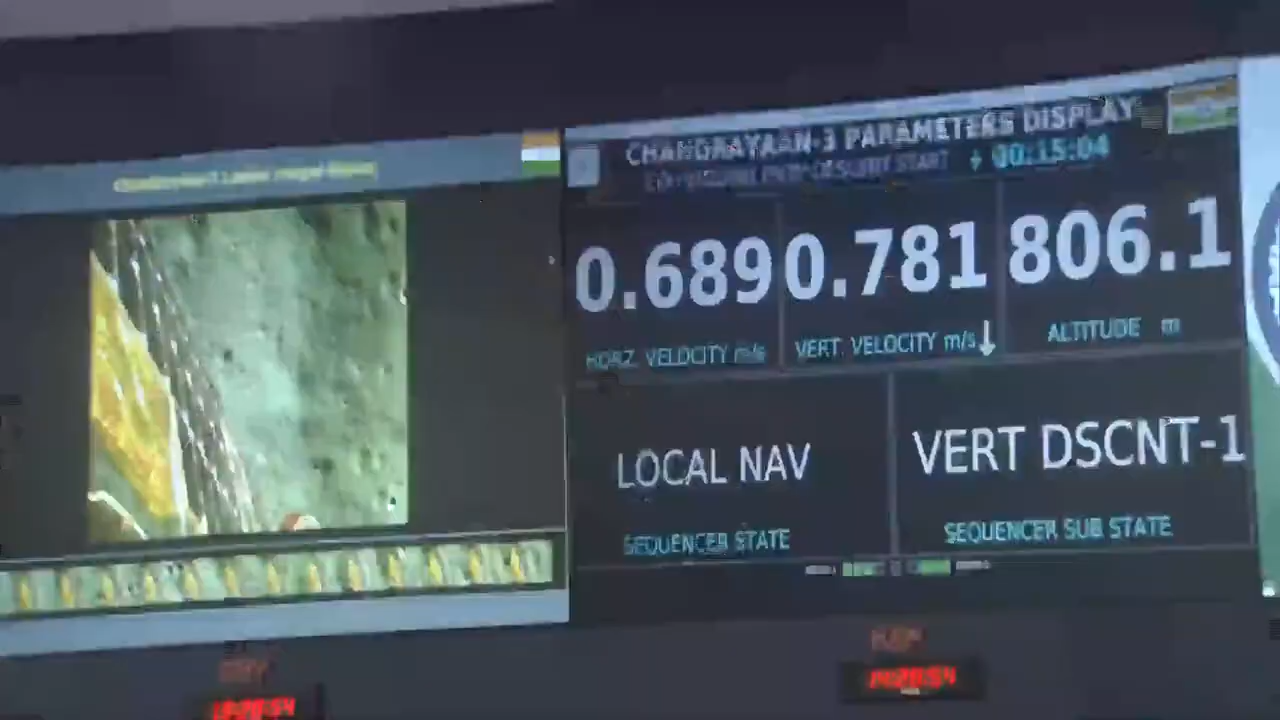 CHANDRAYAAN-3 PARAMETERS DISPLAY
START + 00:15:04
0.689 0.781 806.1
HORZ. VELOCITY m/s VERT. VELOCITY m/s ↓ ALTITUDE m
LOCAL NAV VERT DSCNT-1
SEQUENCER STATE SEQUENCER SUB STATE